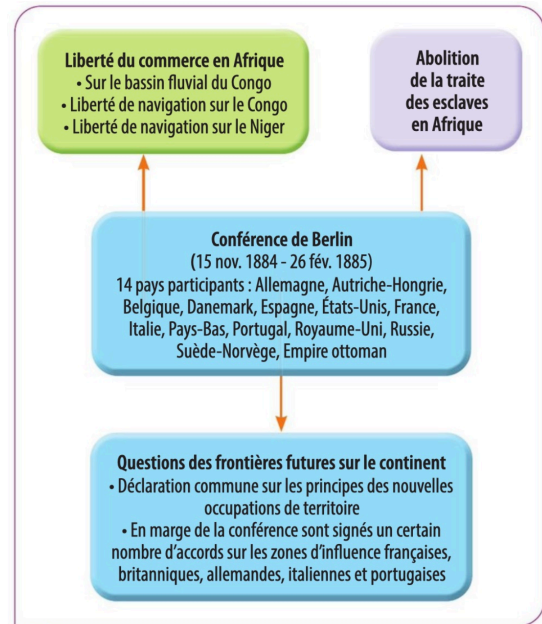 Liberté du commerce en Afrique
• Sur le bassin fluvial du Congo
• Liberté de navigation sur le Congo
• Liberté de navigation sur le Niger
Abolition
de la traite
des esclaves
en Afrique
Conférence de Berlin
(15 nov. 1884 - 26 fév. 1885)
14 pays participants : Allemagne, Autriche-Hongrie,
Belgique, Danemark, Espagne, États-Unis, France,
Italie, Pays-Bas, Portugal, Royaume-Uni, Russie,
Suède-Norvège, Empire ottoman
Questions des frontières futures sur le continent
• Déclaration commune sur les principes des nouvelles
occupations de territoire
• En marge de la conférence sont signés un certain
nombre d'accords sur les zones d'influence françaises,
britanniques, allemandes, italiennes et portugaises